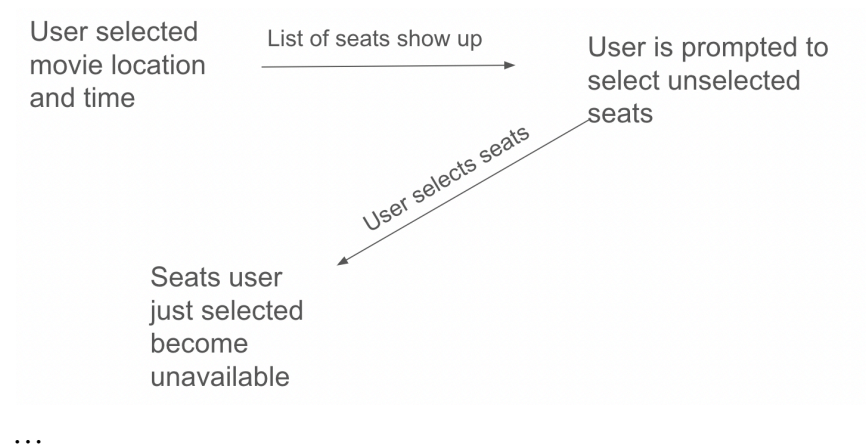 User selected
movie location
and time
List of seats show up
User is prompted to
select unselected
seats
User selects seats
Seats user
just selected
become
unavailable
...